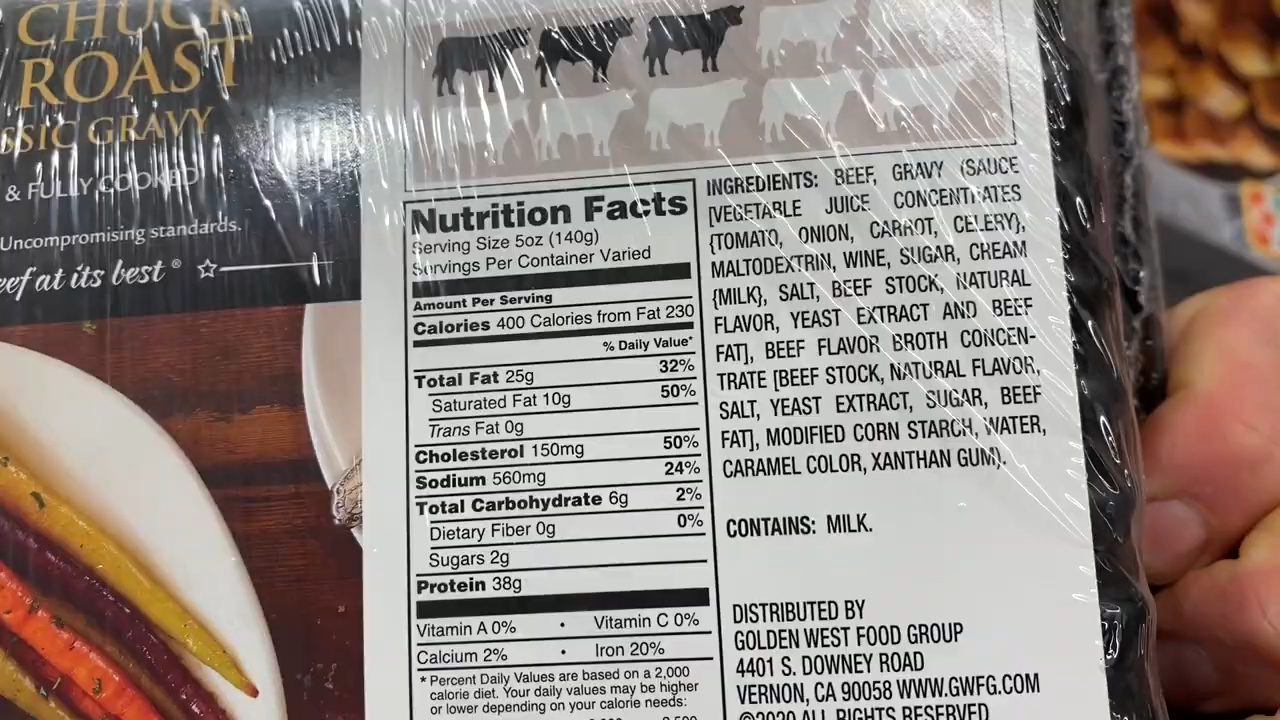 CHUCK
ROAST
SSIC GRAVY
& FULLY COOKED
Uncompromising standards.
eef at its best®
Nutrition Facts
Serving Size 5oz (140g)
Servings Per Container Varied
Amount Per Serving
Calories 400 Calories from Fat 230
% Daily Value*
Total Fat 25g 32%
Saturated Fat 10g 50%
Trans Fat 0g
Cholesterol 150mg 50%
Sodium 560mg 24%
Total Carbohydrate 6g 2%
Dietary Fiber 0g 0%
Sugars 2g
Protein 38g
Vitamin A 0% • Vitamin C 0%
Calcium 2% • Iron 20%
* Percent Daily Values are based on a 2,000
calorie diet. Your daily values may be higher
or lower depending on your calorie needs:
INGREDIENTS: BEEF, GRAVY (SAUCE
[VEGETABLE JUICE CONCENTRATES
{TOMATO, ONION, CARROT, CELERY},
MALTODEXTRIN, WINE, SUGAR, CREAM
{MILK}, SALT, BEEF STOCK, NATURAL
FLAVOR, YEAST EXTRACT AND BEEF
FAT], BEEF FLAVOR BROTH CONCEN-
TRATE [BEEF STOCK, NATURAL FLAVOR,
SALT, YEAST EXTRACT, SUGAR, BEEF
FAT], MODIFIED CORN STARCH, WATER,
CARAMEL COLOR, XANTHAN GUM).
CONTAINS: MILK.
DISTRIBUTED BY
GOLDEN WEST FOOD GROUP
4401 S. DOWNEY ROAD
VERNON, CA 90058 WWW.GWFG.COM
©2020 ALL RIGHTS RESERVED